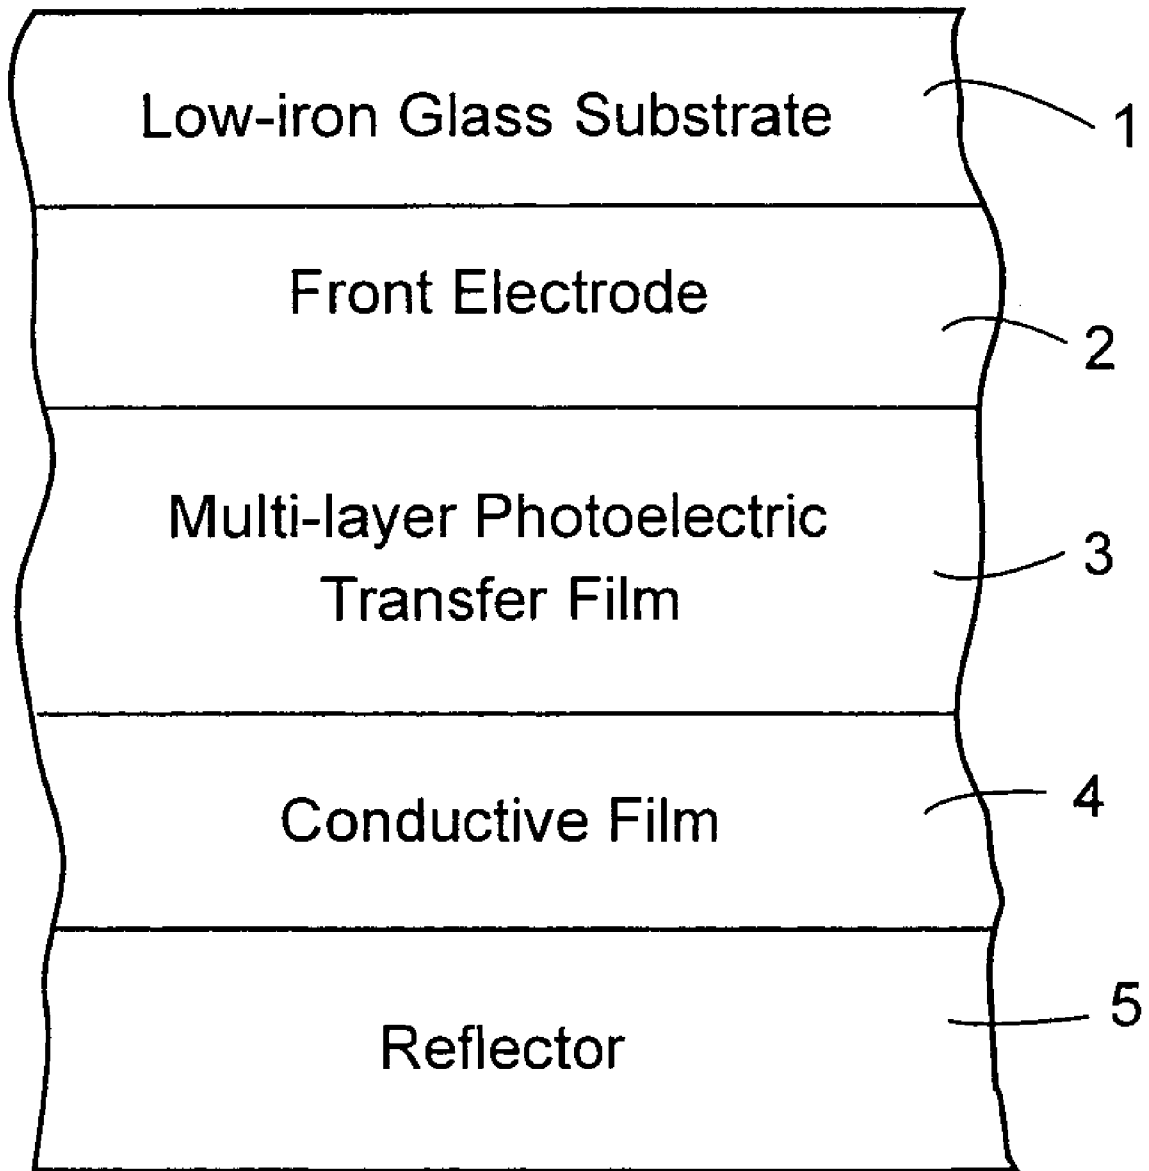 Low-iron Glass Substrate
1
Front Electrode
2
Multi-layer Photoelectric
Transfer Film
3
Conductive Film
4
Reflector
5